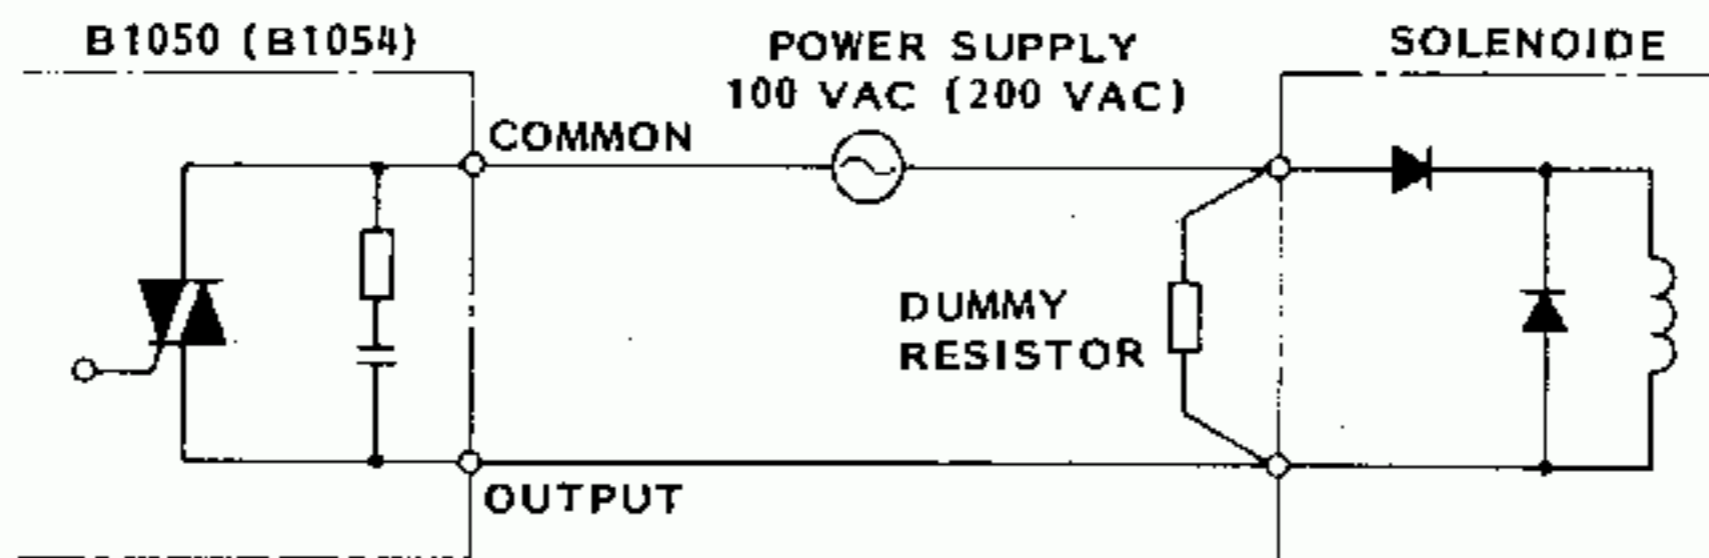 B1050 (B1054)
POWER SUPPLY
100 VAC (200 VAC)
SOLENOIDE
COMMON
DUMMY
RESISTOR
OUTPUT